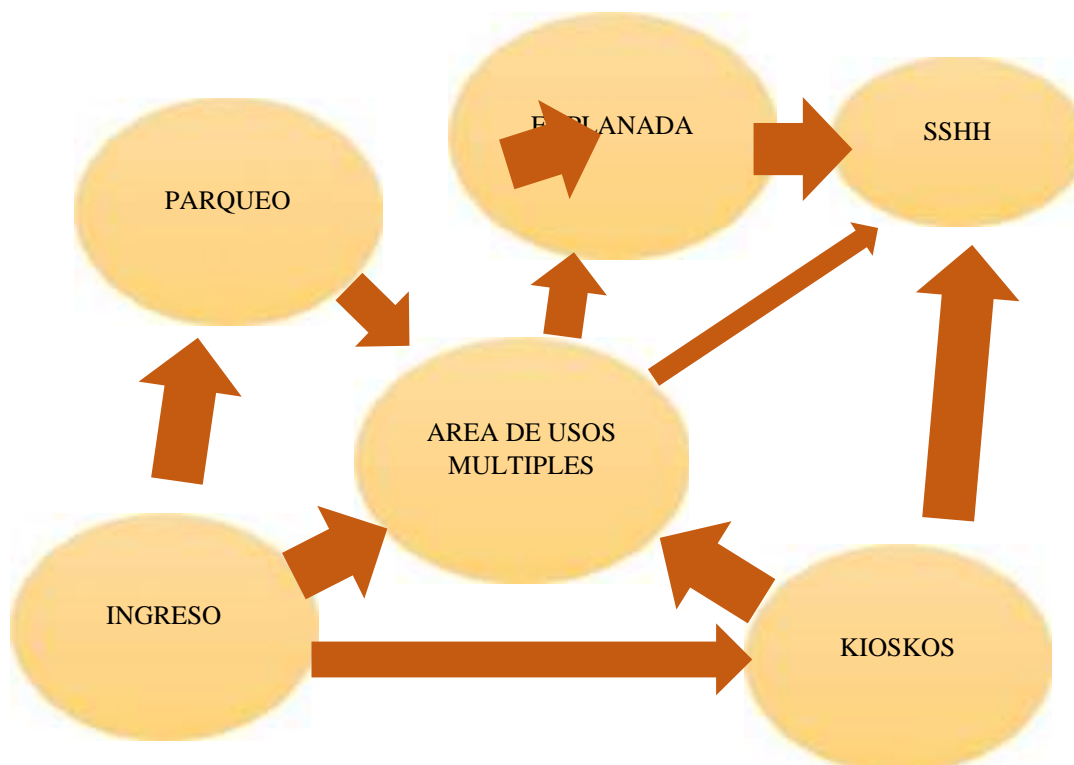 SSHH
PARQUEO
AREA DE USOS
MULTIPLES
INGRESO
KIOSKOS